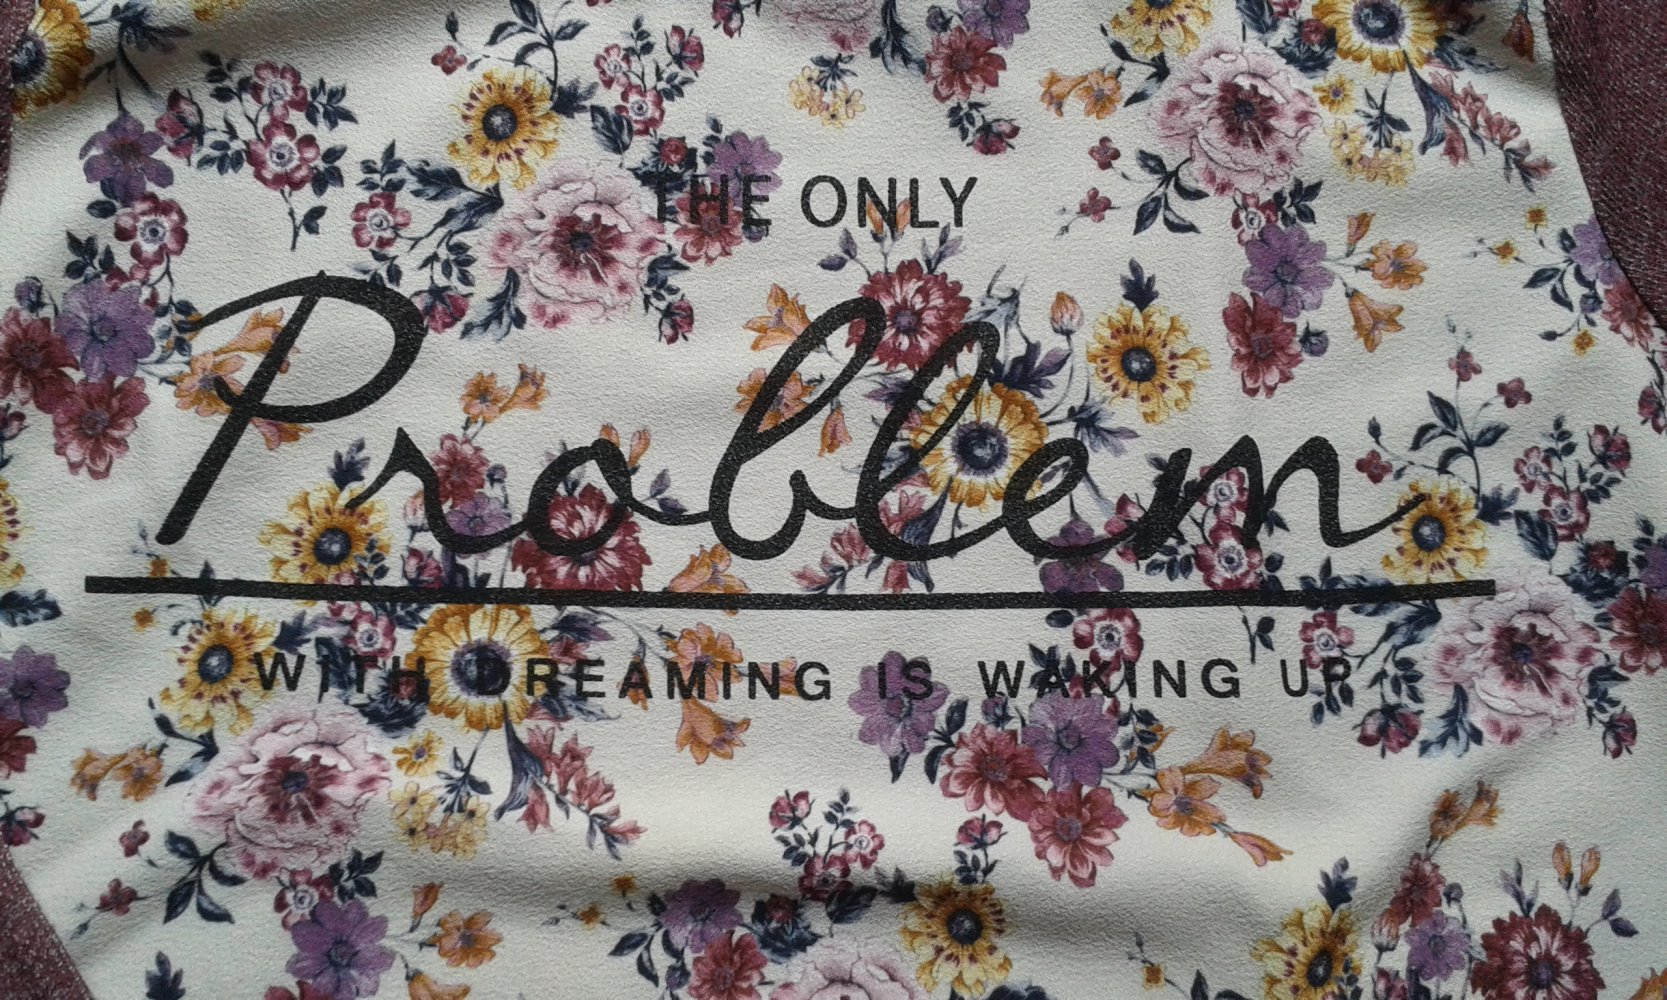 THE ONLY
Problem
WITH DREAMING IS WAKING UP